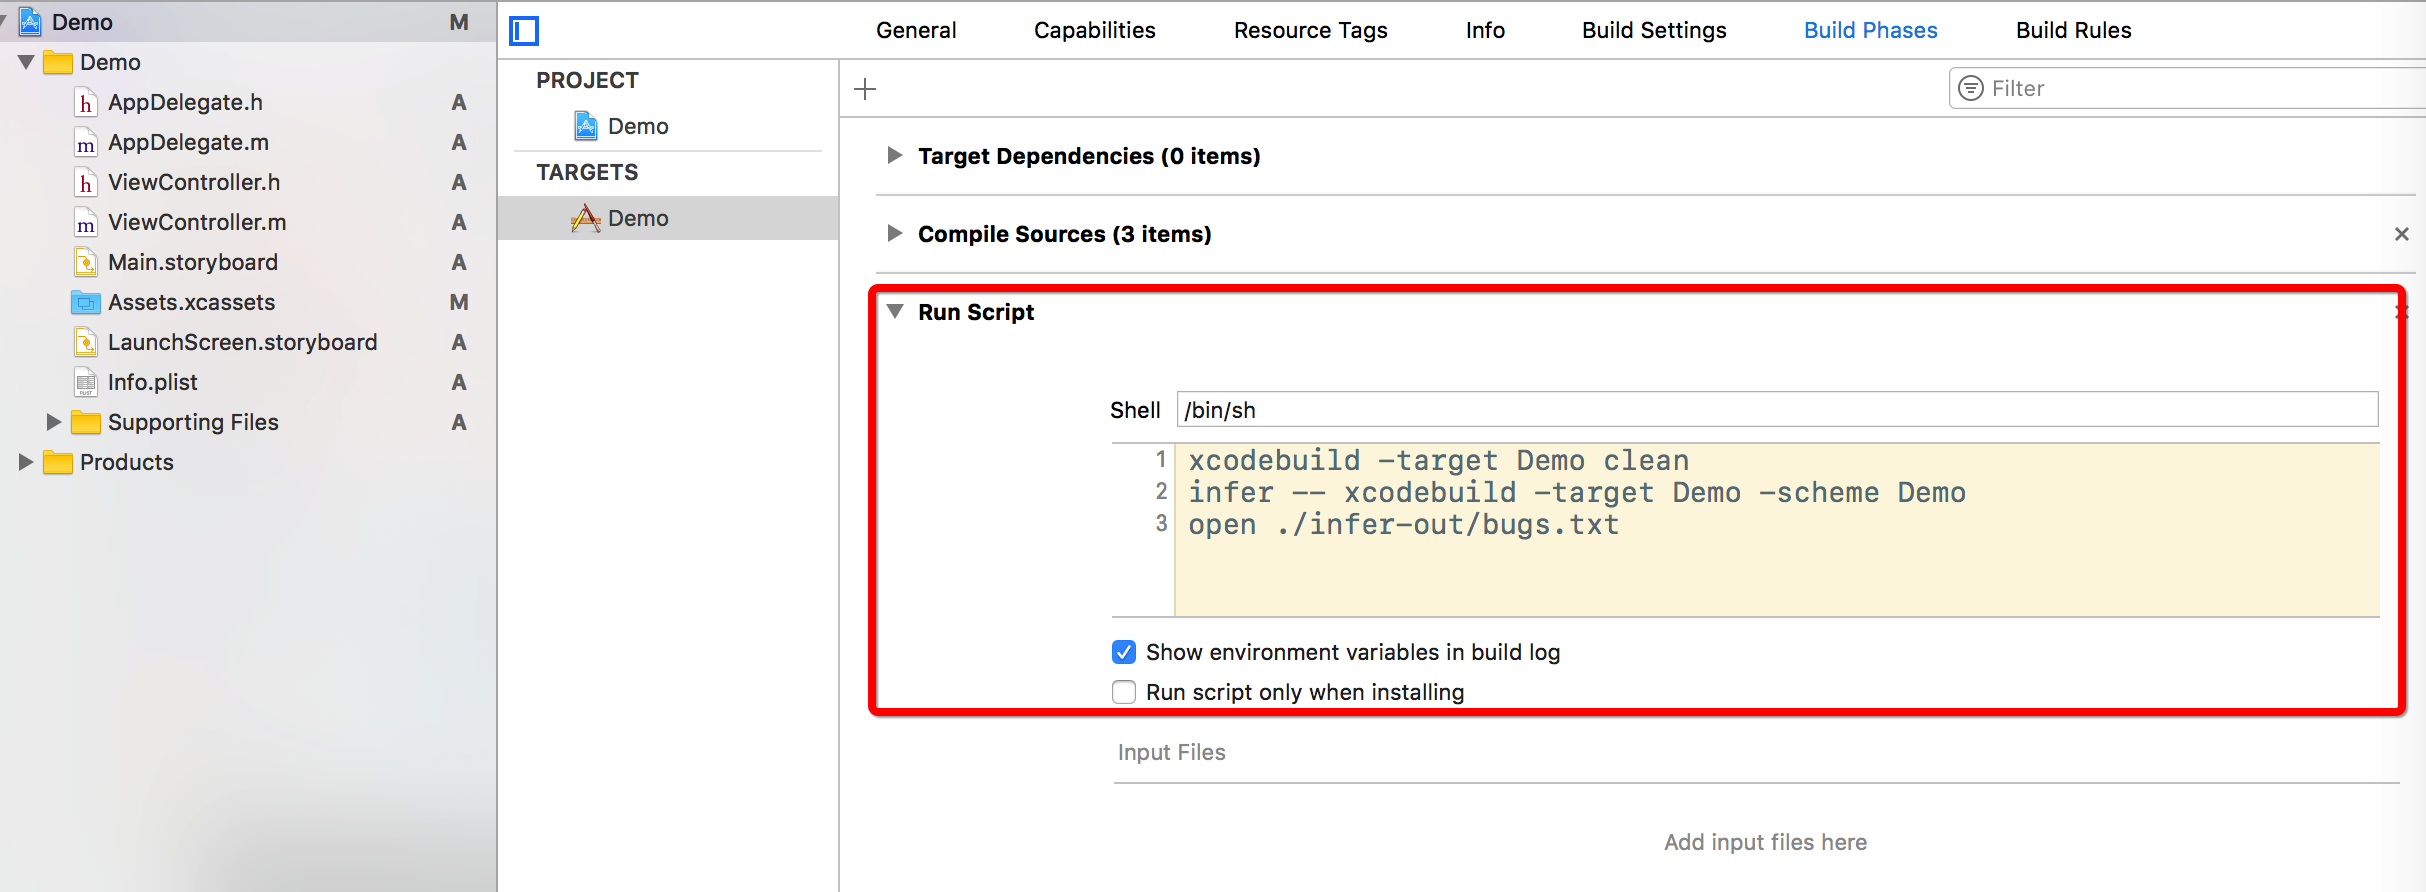 Demo M
Demo
AppDelegate.h A
AppDelegate.m A
ViewController.h A
ViewController.m A
Main.storyboard A
Assets.xcassets M
LaunchScreen.storyboard A
Info.plist A
Supporting Files A
Products
PROJECT
Demo
TARGETS
Demo
General Capabilities Resource Tags Info Build Settings Build Phases Build Rules
Filter
Target Dependencies (0 items)
Compile Sources (3 items)
Run Script
Shell /bin/sh
1 xcodebuild -target Demo clean
2 infer -- xcodebuild -target Demo -scheme Demo
3 open ./infer-out/bugs.txt
Show environment variables in build log
Run script only when installing
Input Files
Add input files here